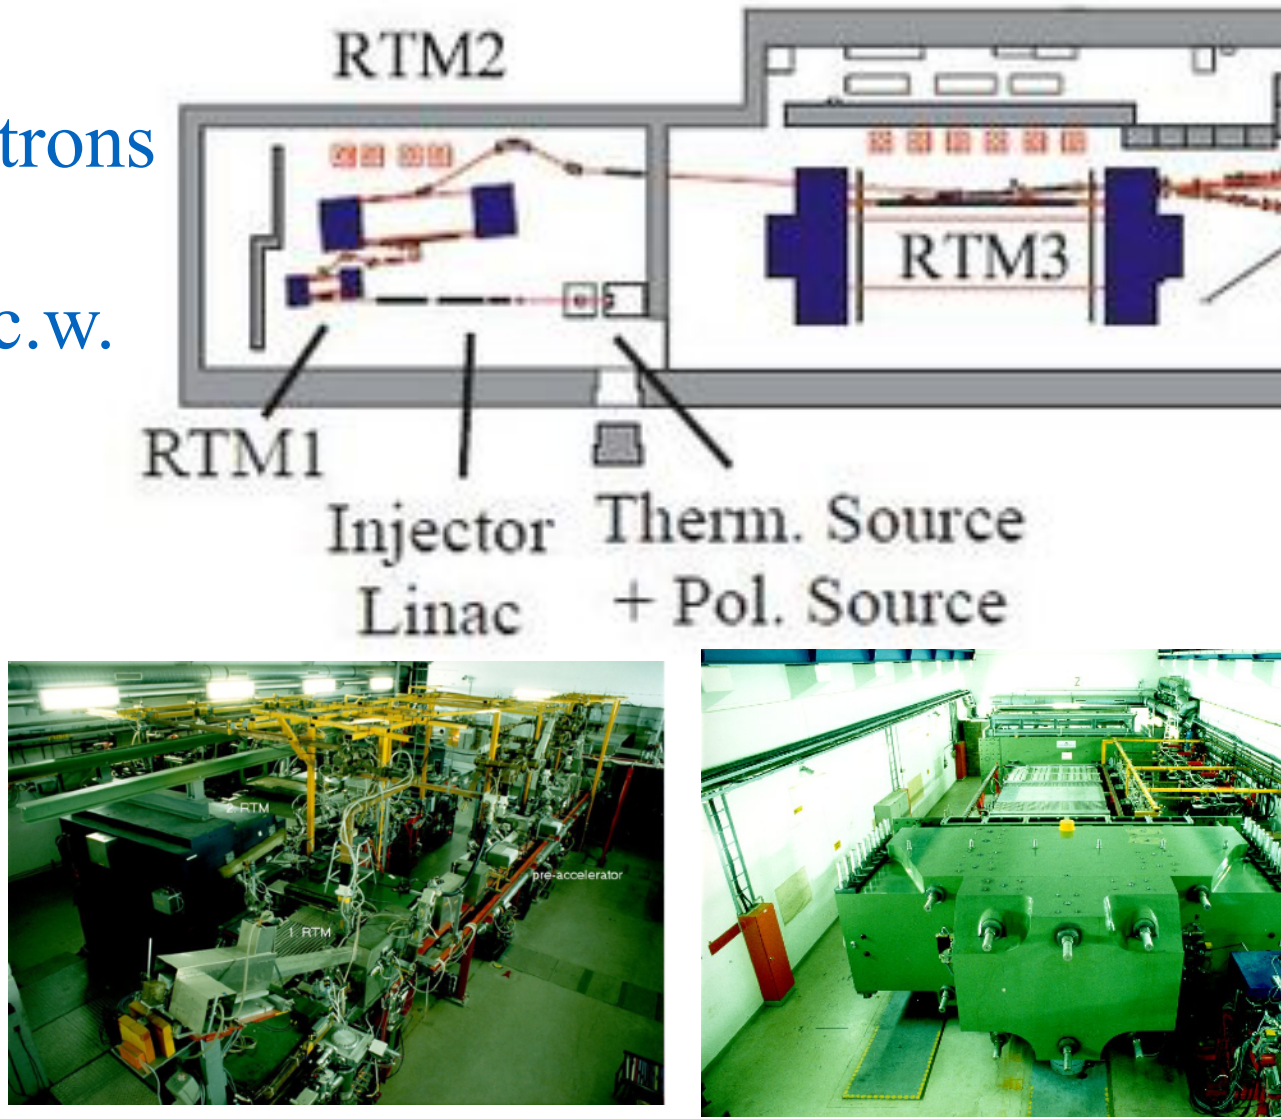 RTM2
trons
c.w.
RTM3
RTM1
Injector
Linac
Therm. Source
+ Pol. Source
2. RTM
pre-accelerator
1. RTM
Z